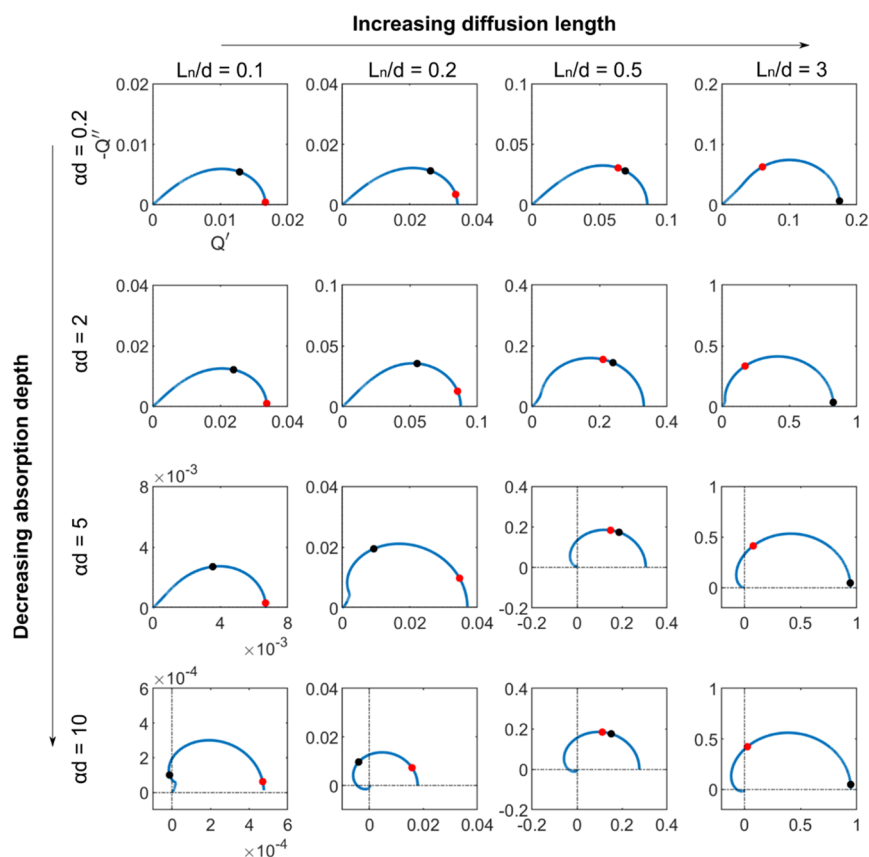 Increasing diffusion length
Lₙ/d = 0.1
Lₙ/d = 0.2
Lₙ/d = 0.5
Lₙ/d = 3
Decreasing absorption depth
αd = 0.2
-Q″
0.02
0.01
0
0 0.01 0.02
Q′
0.04
0.02
0
0 0.02 0.04
0.1
0.05
0
0 0.05 0.1
0.2
0.1
0
0 0.1 0.2
αd = 2
0.04
0.02
0
0 0.02 0.04
0.1
0.05
0
0 0.05 0.1
0.4
0.2
0
0 0.2 0.4
1
0.5
0
0 0.5 1
αd = 5
×10⁻³
8
4
0
0 4 8
×10⁻³
0.04
0.02
0
0 0.02 0.04
0.4
0.2
0
-0.2
-0.2 0 0.2 0.4
1
0.5
0
0 0.5 1
αd = 10
×10⁻⁴
6
4
2
0
0 2 4 6
×10⁻⁴
0.04
0.02
0
0 0.02 0.04
0.4
0.2
0
-0.2
-0.2 0 0.2 0.4
1
0.5
0
0 0.5 1